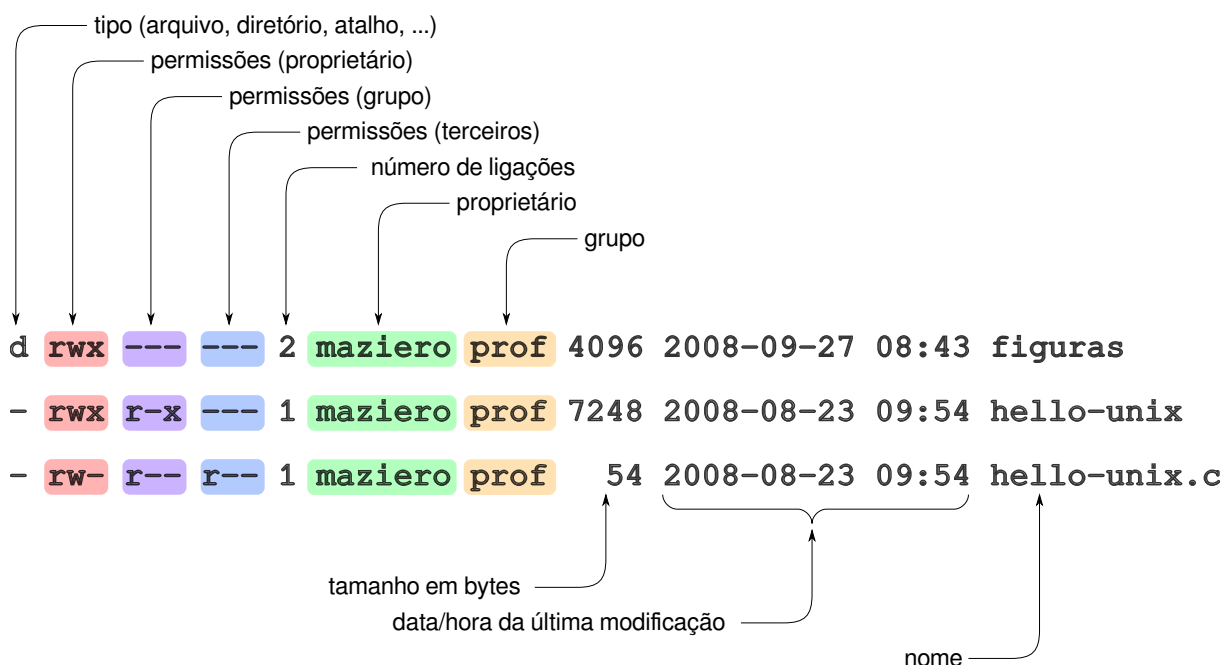 tipo (arquivo, diretório, atalho, ...)
permissões (proprietário)
permissões (grupo)
permissões (terceiros)
número de ligações
proprietário
grupo
d rwx --- --- 2 maziero prof 4096 2008-09-27 08:43 figuras
- rwx r-x --- 1 maziero prof 7248 2008-08-23 09:54 hello-unix
- rw- r-- r-- 1 maziero prof 54 2008-08-23 09:54 hello-unix.c
tamanho em bytes
data/hora da última modificação
nome